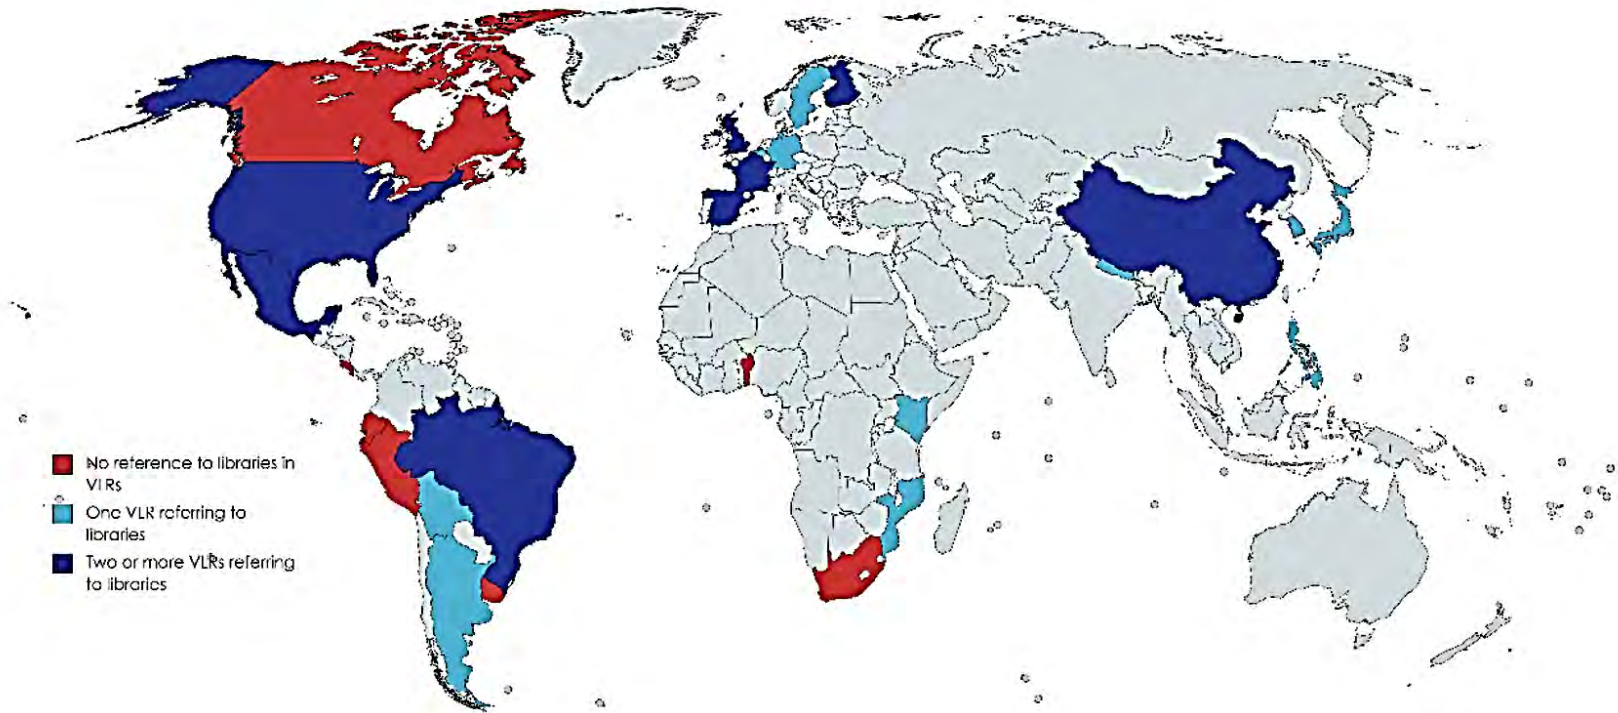 No reference to libraries in
VLRs
One VLR referring to
libraries
Two or more VLRs referring
to libraries